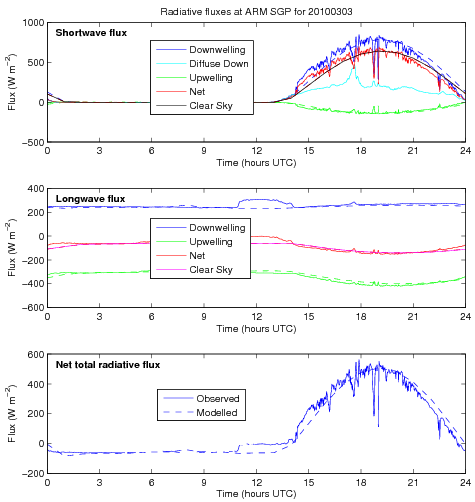 Radiative fluxes at ARM SGP for 20100303
Shortwave flux
Downwelling
Diffuse Down
Upwelling
Net
Clear Sky
1000
500
0
−500
Flux (W m−2)
0 3 6 9 12 15 18 21 24
Time (hours UTC)
Longwave flux
Downwelling
Upwelling
Net
Clear Sky
400
200
0
−200
−400
−600
Flux (W m−2)
0 3 6 9 12 15 18 21 24
Time (hours UTC)
Net total radiative flux
Observed
Modelled
600
400
200
0
−200
Flux (W m−2)
0 3 6 9 12 15 18 21 24
Time (hours UTC)